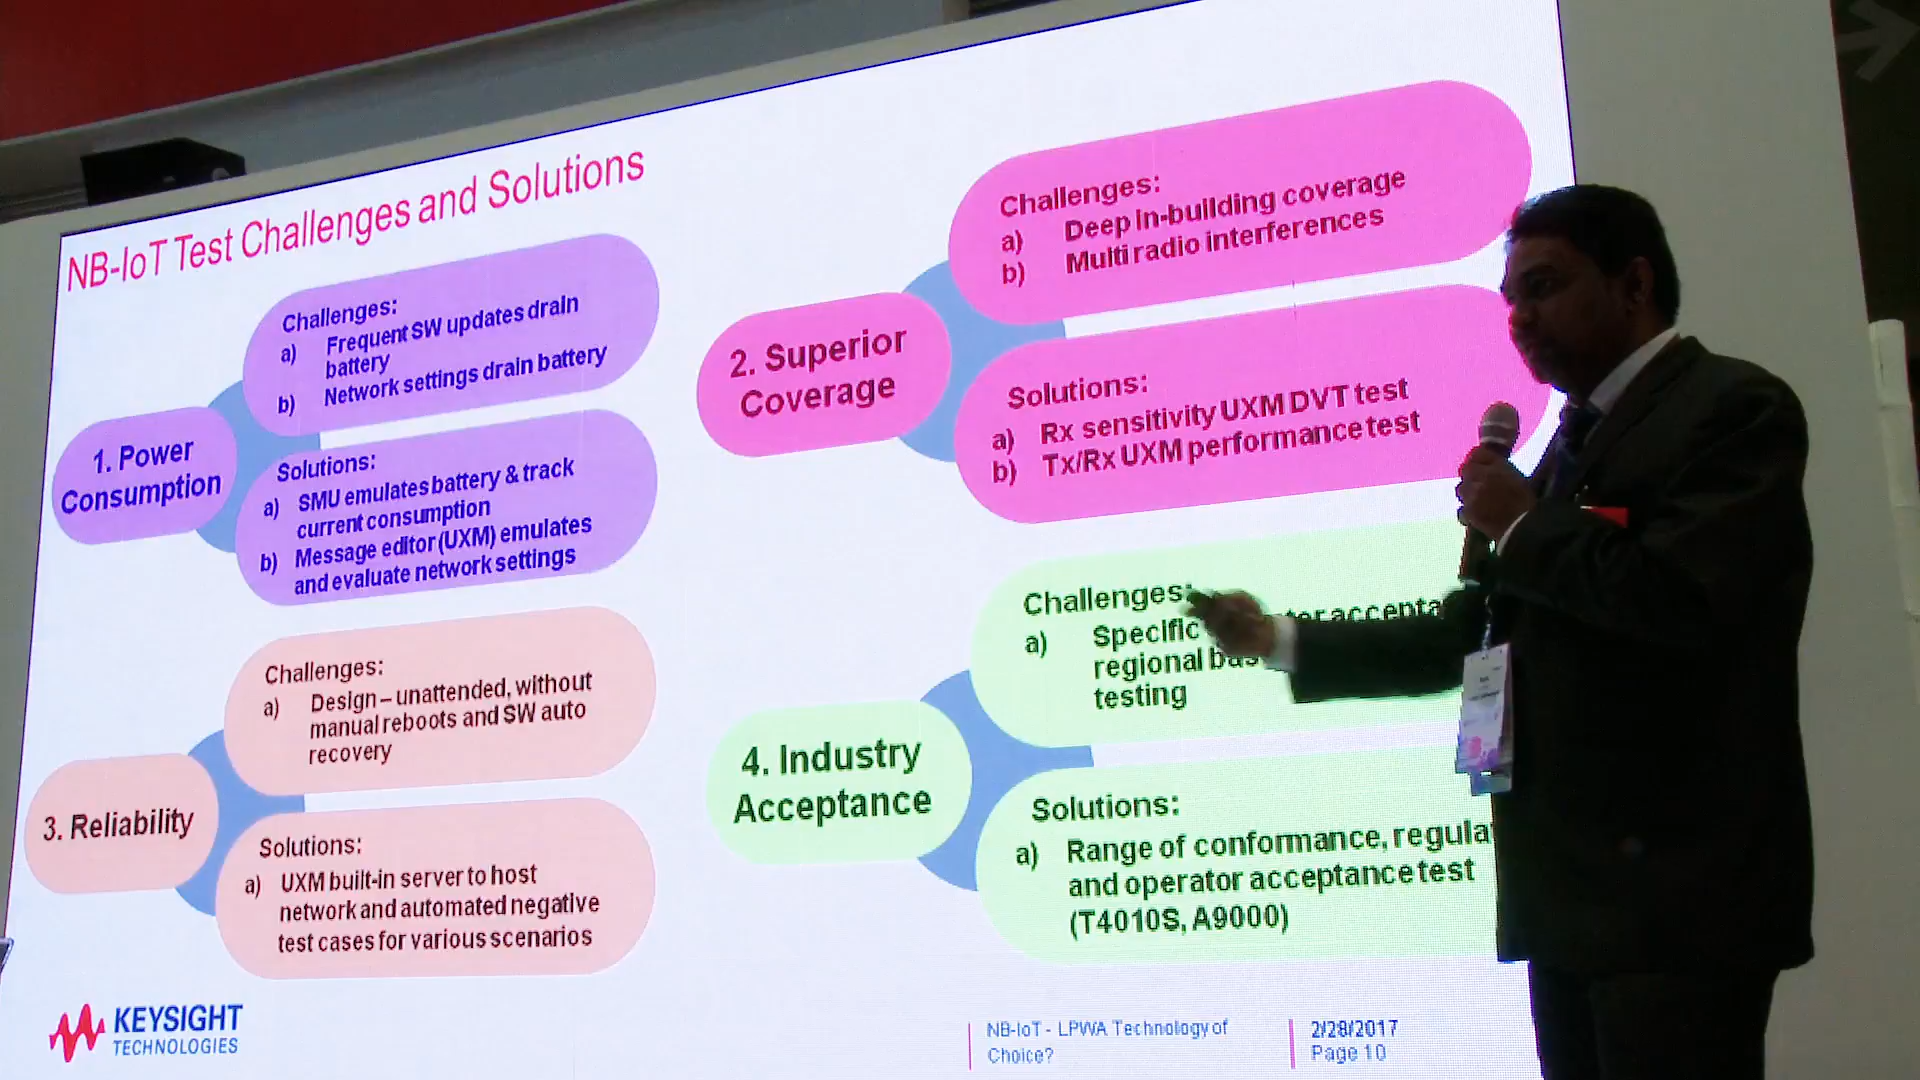 NB-IoT Test Challenges and Solutions
1. Power
Consumption
Challenges:
a) Frequent SW updates drain
battery
b) Network settings drain battery
Solutions:
a) SMU emulates battery & track
current consumption
b) Message editor (UXM) emulates
and evaluate network settings
2. Superior
Coverage
Challenges:
a) Deep In-building coverage
b) Multi radio interferences
Solutions:
a) Rx sensitivity UXM DVT test
b) Tx/Rx UXM performance test
3. Reliability
Challenges:
a) Design – unattended, without
manual reboots and SW auto
recovery
Solutions:
a) UXM built-in server to host
network and automated negative
test cases for various scenarios
4. Industry
Acceptance
Challenges:
a) Specific
regional
testing
Solutions:
a) Range of conformance,
and operator acceptance test
(T4010S, A9000)
KEYSIGHT
TECHNOLOGIES
NB-IoT - LPWA Technology of
Choice?
2/28/2017
Page 10